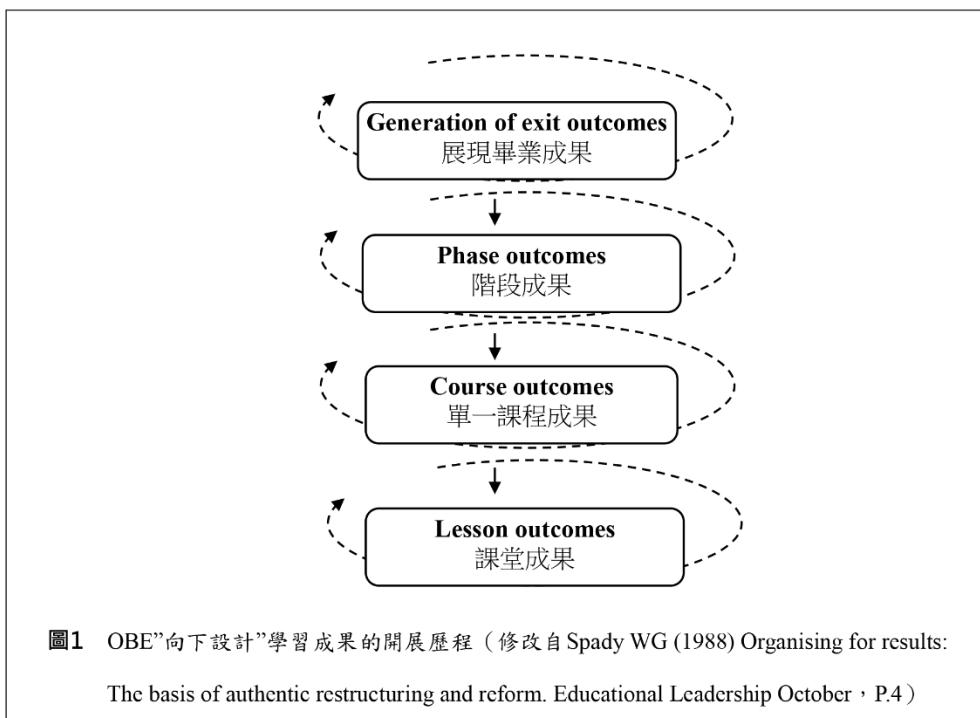 Generation of exit outcomes
展現畢業成果
Phase outcomes
階段成果
Course outcomes
單一課程成果
Lesson outcomes
課堂成果
圖1 OBE”向下設計”學習成果的開展歷程（修改自Spady WG (1988) Organising for results:
The basis of authentic restructuring and reform. Educational Leadership October，P.4）